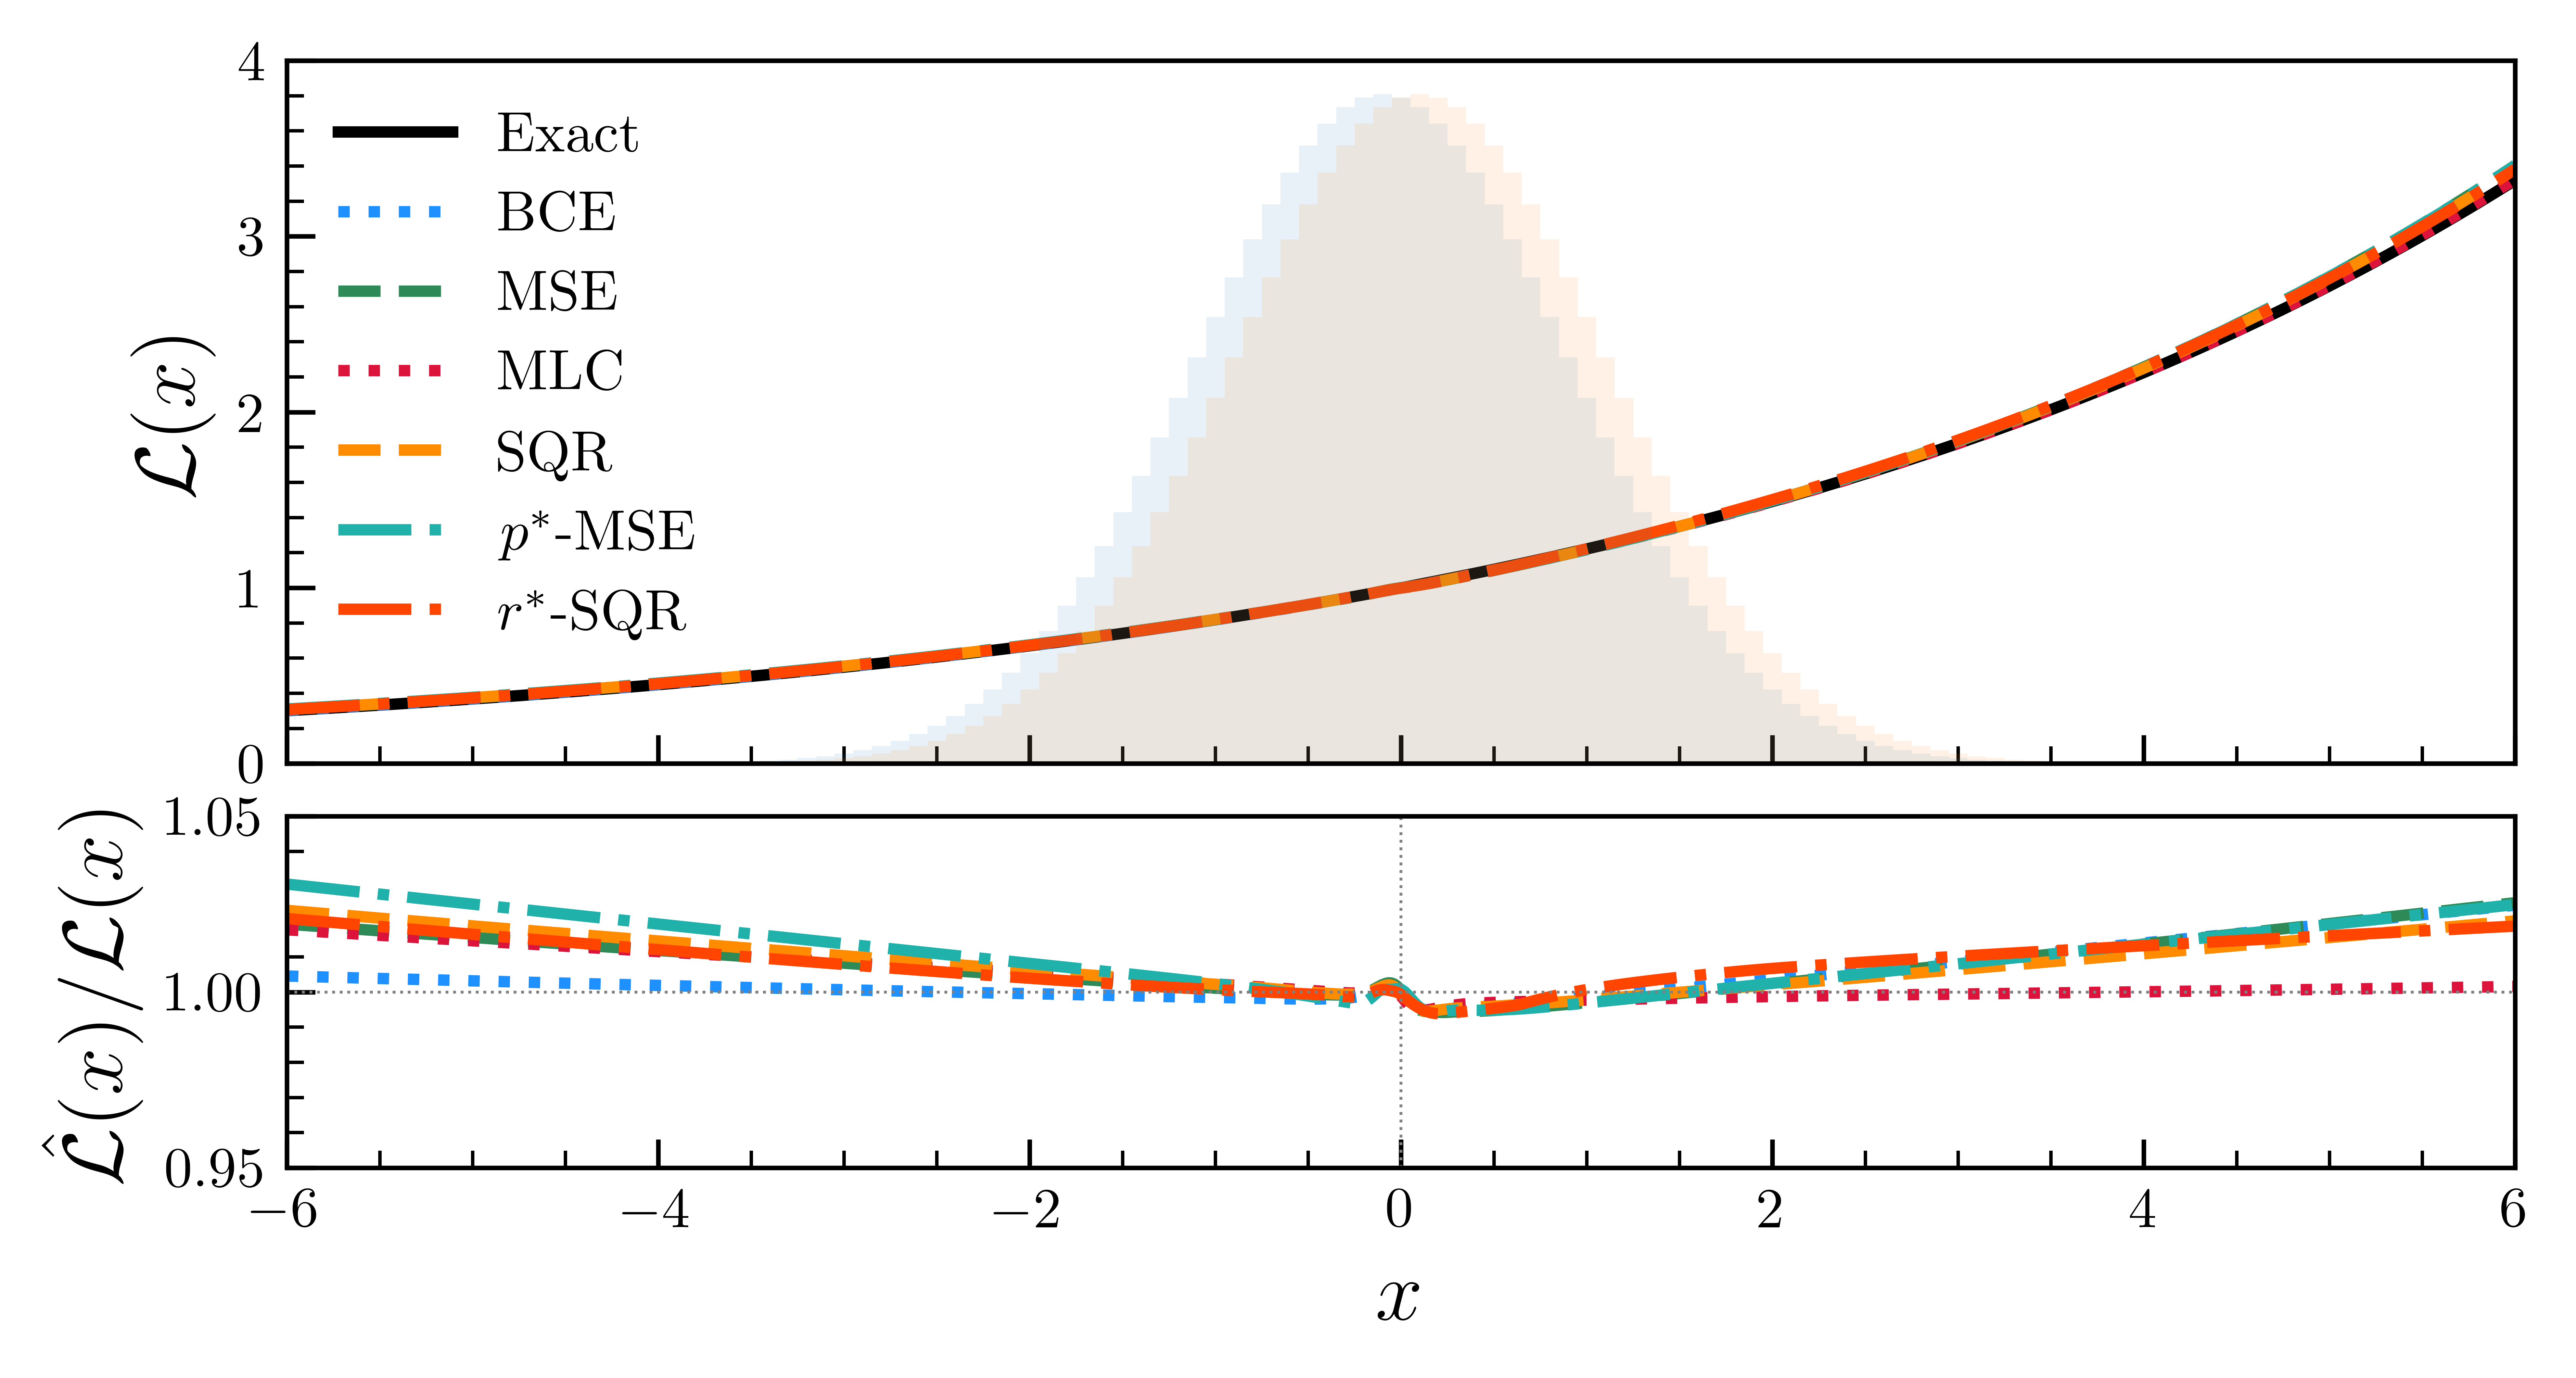 4
3
2
1
0
ℒ(x)
Exact
BCE
MSE
MLC
SQR
p*-MSE
r*-SQR
1.05
1.00
0.95
ℒ̂(x)/ℒ(x)
−6 −4 −2 0 2 4 6
x